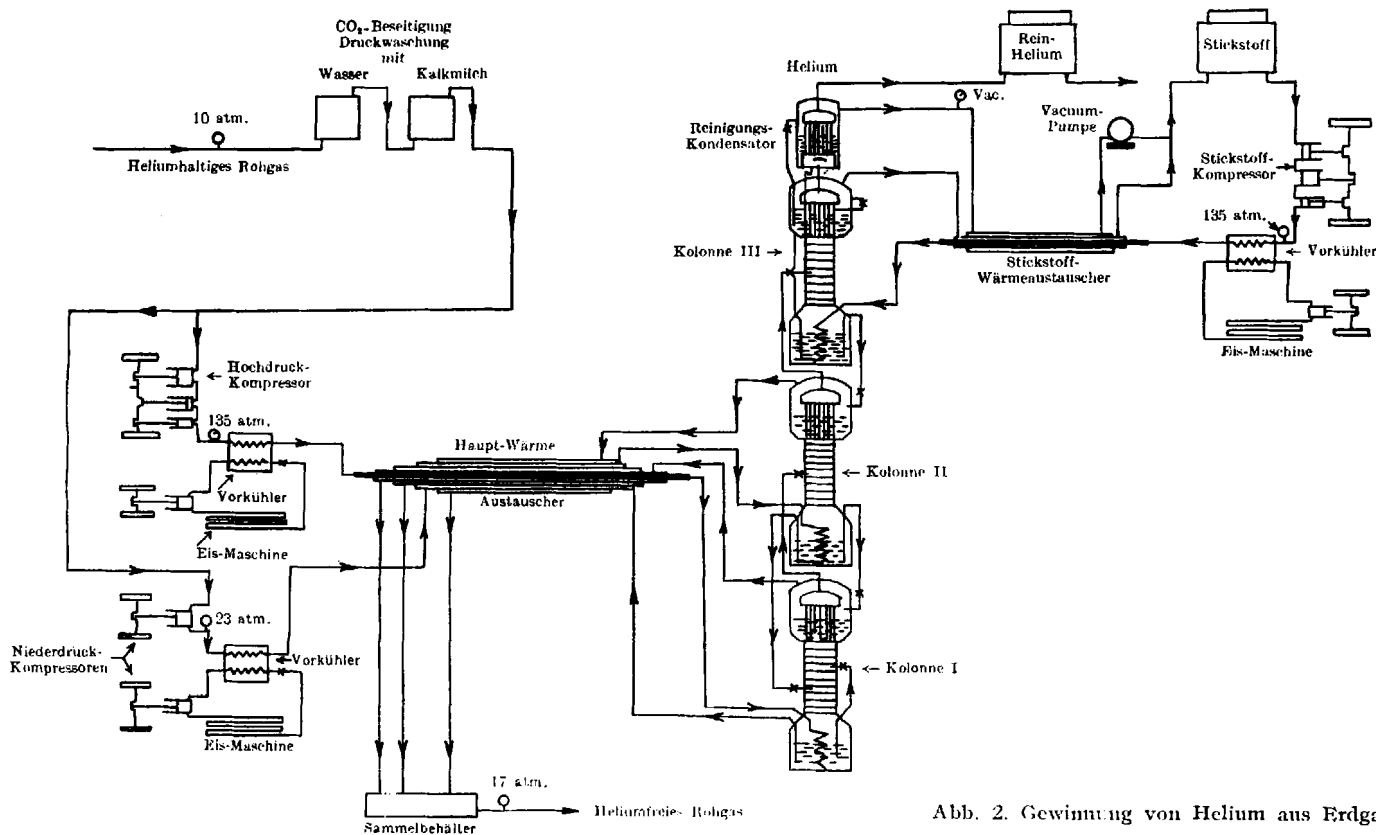 CO₂-Beseitigung
Druckwaschung
mit
Wasser
Kalkmilch
10 atm.
Heliumhaltiges Rohgas
Helium
Rein-
Helium
Stickstoff
Vac.
Vacuum-
Pumpe
Reinigungs-
Kondensator
Stickstoff-
Kompressor
135 atm.
Kolonne III
Stickstoff-
Wärmeaustauscher
Vorkühler
Eis-Maschine
Hochdruck-
Kompressor
135 atm.
Haupt-Wärme
Austauscher
Kolonne II
Vorkühler
Eis-Maschine
23 atm.
Niederdruck-
Kompressoren
Vorkühler
Kolonne I
Eis-Maschine
17 atm.
Heliumfreies Rohgas
Sammelbehälter
Abb. 2. Gewinnung von Helium aus Erdga